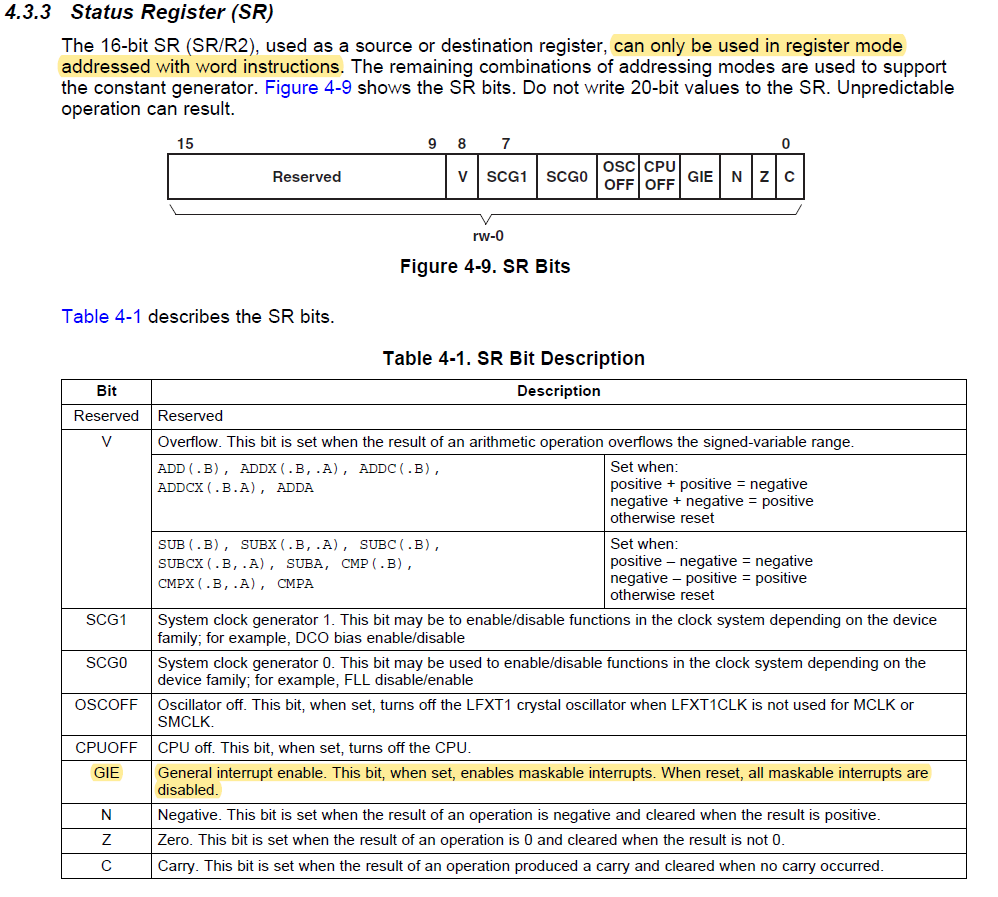 4.3.3 Status Register (SR)
The 16-bit SR (SR/R2), used as a source or destination register, can only be used in register mode
addressed with word instructions. The remaining combinations of addressing modes are used to support
the constant generator. Figure 4-9 shows the SR bits. Do not write 20-bit values to the SR. Unpredictable
operation can result.
15 9 8 7 0
Reserved V SCG1 SCG0 OSC OFF CPU OFF GIE N Z C
rw-0
Figure 4-9. SR Bits
Table 4-1 describes the SR bits.
Table 4-1. SR Bit Description
Bit Description
Reserved Reserved
V Overflow. This bit is set when the result of an arithmetic operation overflows the signed-variable range.
ADD(.B), ADDX(.B,.A), ADDC(.B),
ADDCX(.B.A), ADDA
Set when:
positive + positive = negative
negative + negative = positive
otherwise reset
SUB(.B), SUBX(.B,.A), SUBC(.B),
SUBCX(.B,.A), SUBA, CMP(.B),
CMPX(.B,.A), CMPA
Set when:
positive – negative = negative
negative – positive = positive
otherwise reset
SCG1 System clock generator 1. This bit may be to enable/disable functions in the clock system depending on the device
family; for example, DCO bias enable/disable
SCG0 System clock generator 0. This bit may be used to enable/disable functions in the clock system depending on the
device family; for example, FLL disable/enable
OSCOFF Oscillator off. This bit, when set, turns off the LFXT1 crystal oscillator when LFXT1CLK is not used for MCLK or
SMCLK.
CPUOFF CPU off. This bit, when set, turns off the CPU.
GIE General interrupt enable. This bit, when set, enables maskable interrupts. When reset, all maskable interrupts are
disabled.
N Negative. This bit is set when the result of an operation is negative and cleared when the result is positive.
Z Zero. This bit is set when the result of an operation is 0 and cleared when the result is not 0.
C Carry. This bit is set when the result of an operation produced a carry and cleared when no carry occurred.